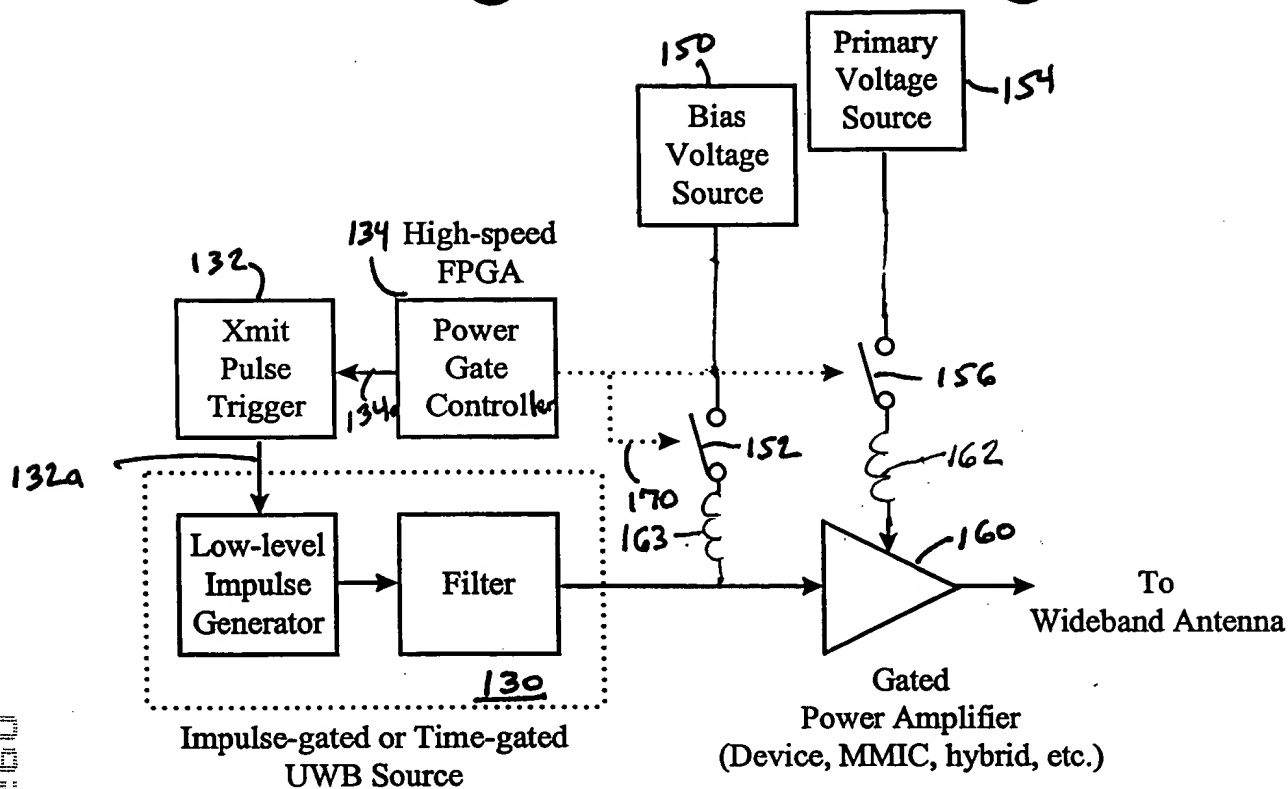 150
Primary
Voltage
Source
154
Bias
Voltage
Source
134 High-speed
FPGA
132
Xmit
Pulse
Trigger
Power
Gate
Controller
134a
156
152
162
132a
170
163
160
Low-level
Impulse
Generator
Filter
130
To
Wideband Antenna
Impulse-gated or Time-gated
UWB Source
Gated
Power Amplifier
(Device, MMIC, hybrid, etc.)